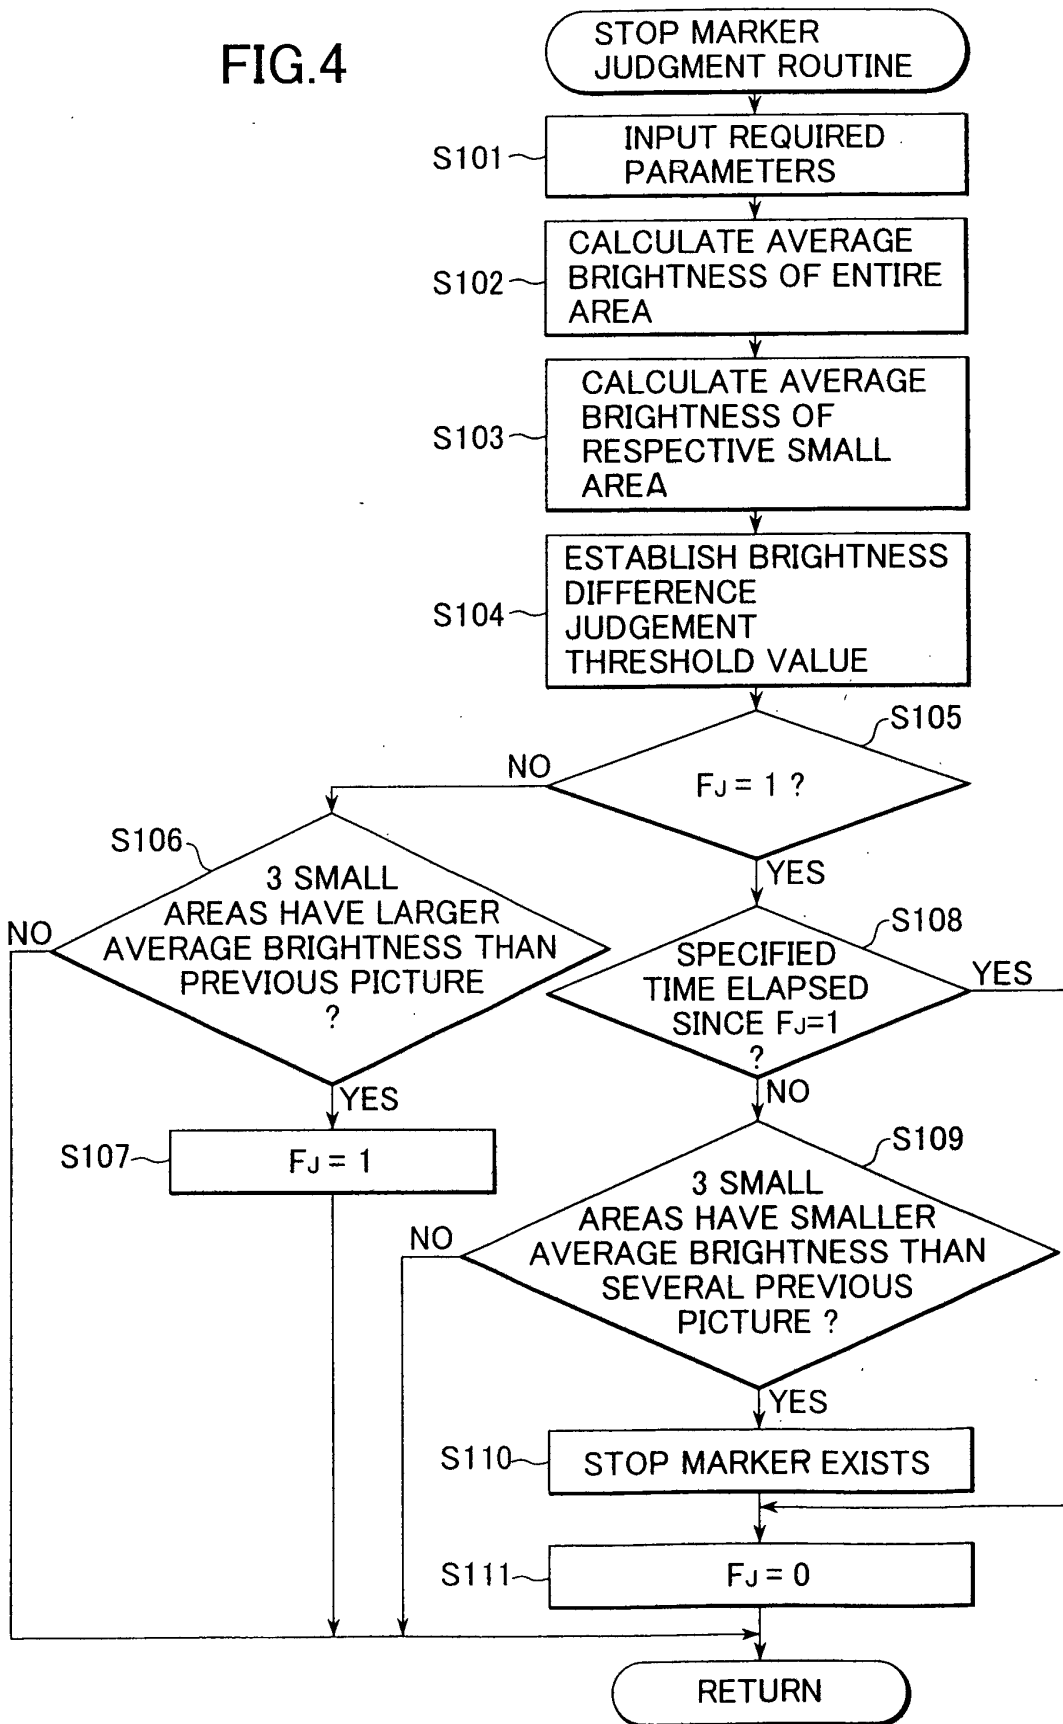 FIG.4
STOP MARKER
JUDGMENT ROUTINE
S101
INPUT REQUIRED
PARAMETERS
S102
CALCULATE AVERAGE
BRIGHTNESS OF ENTIRE
AREA
S103
CALCULATE AVERAGE
BRIGHTNESS OF
RESPECTIVE SMALL
AREA
S104
ESTABLISH BRIGHTNESS
DIFFERENCE
JUDGEMENT
THRESHOLD VALUE
S105
FJ = 1 ?
NO
YES
S106
3 SMALL
AREAS HAVE LARGER
AVERAGE BRIGHTNESS THAN
PREVIOUS PICTURE
?
NO
YES
S107
FJ = 1
S108
SPECIFIED
TIME ELAPSED
SINCE FJ=1
?
YES
NO
S109
3 SMALL
AREAS HAVE SMALLER
AVERAGE BRIGHTNESS THAN
SEVERAL PREVIOUS
PICTURE ?
NO
YES
S110
STOP MARKER EXISTS
S111
FJ = 0
RETURN